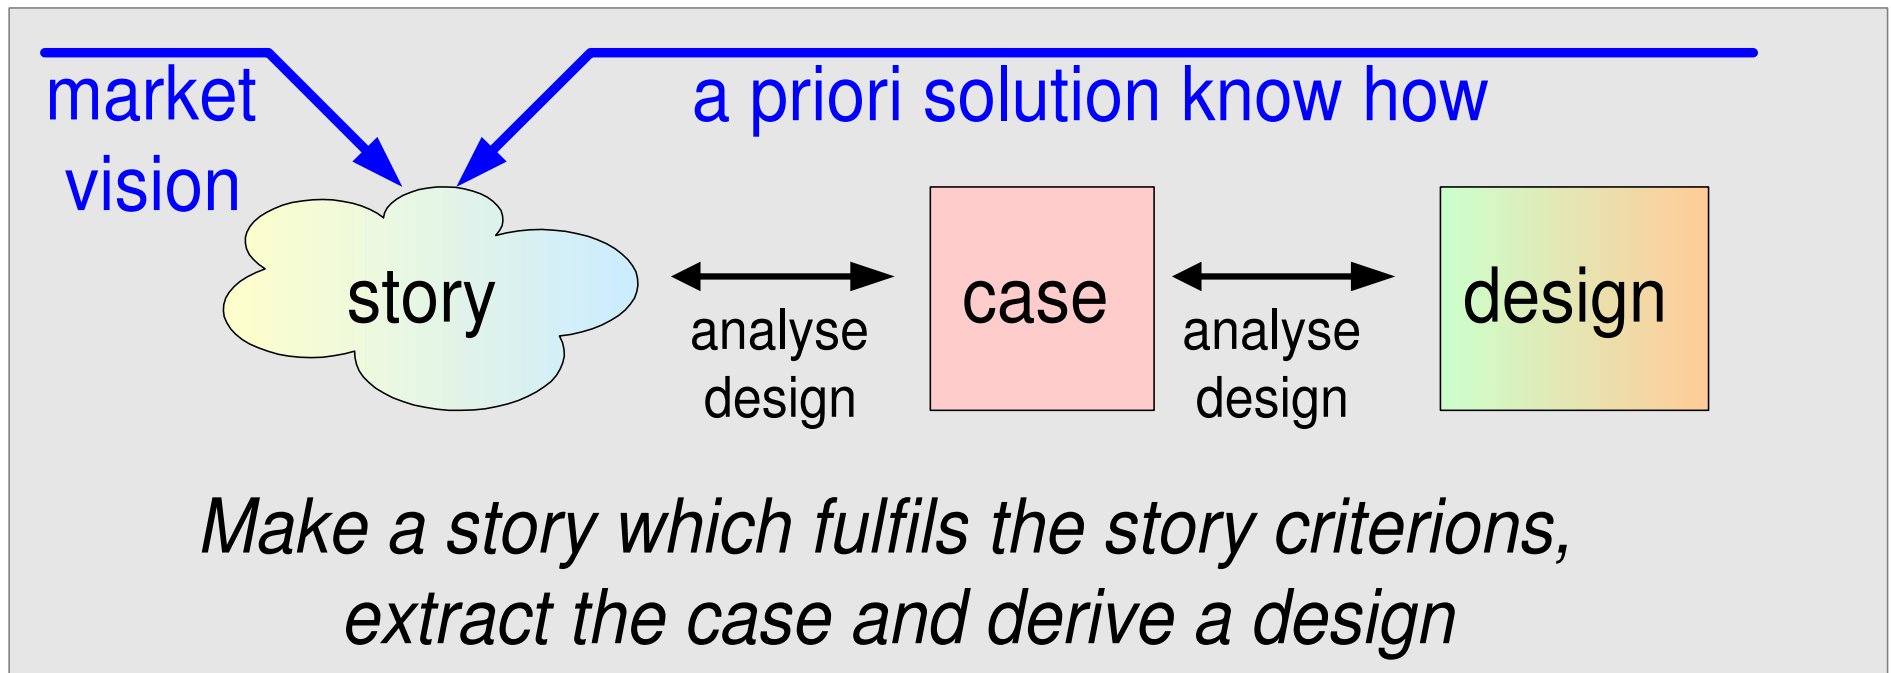 market
vision
a priori solution know how
story
analyse
design
case
analyse
design
design
Make a story which fulfils the story criterions,
extract the case and derive a design